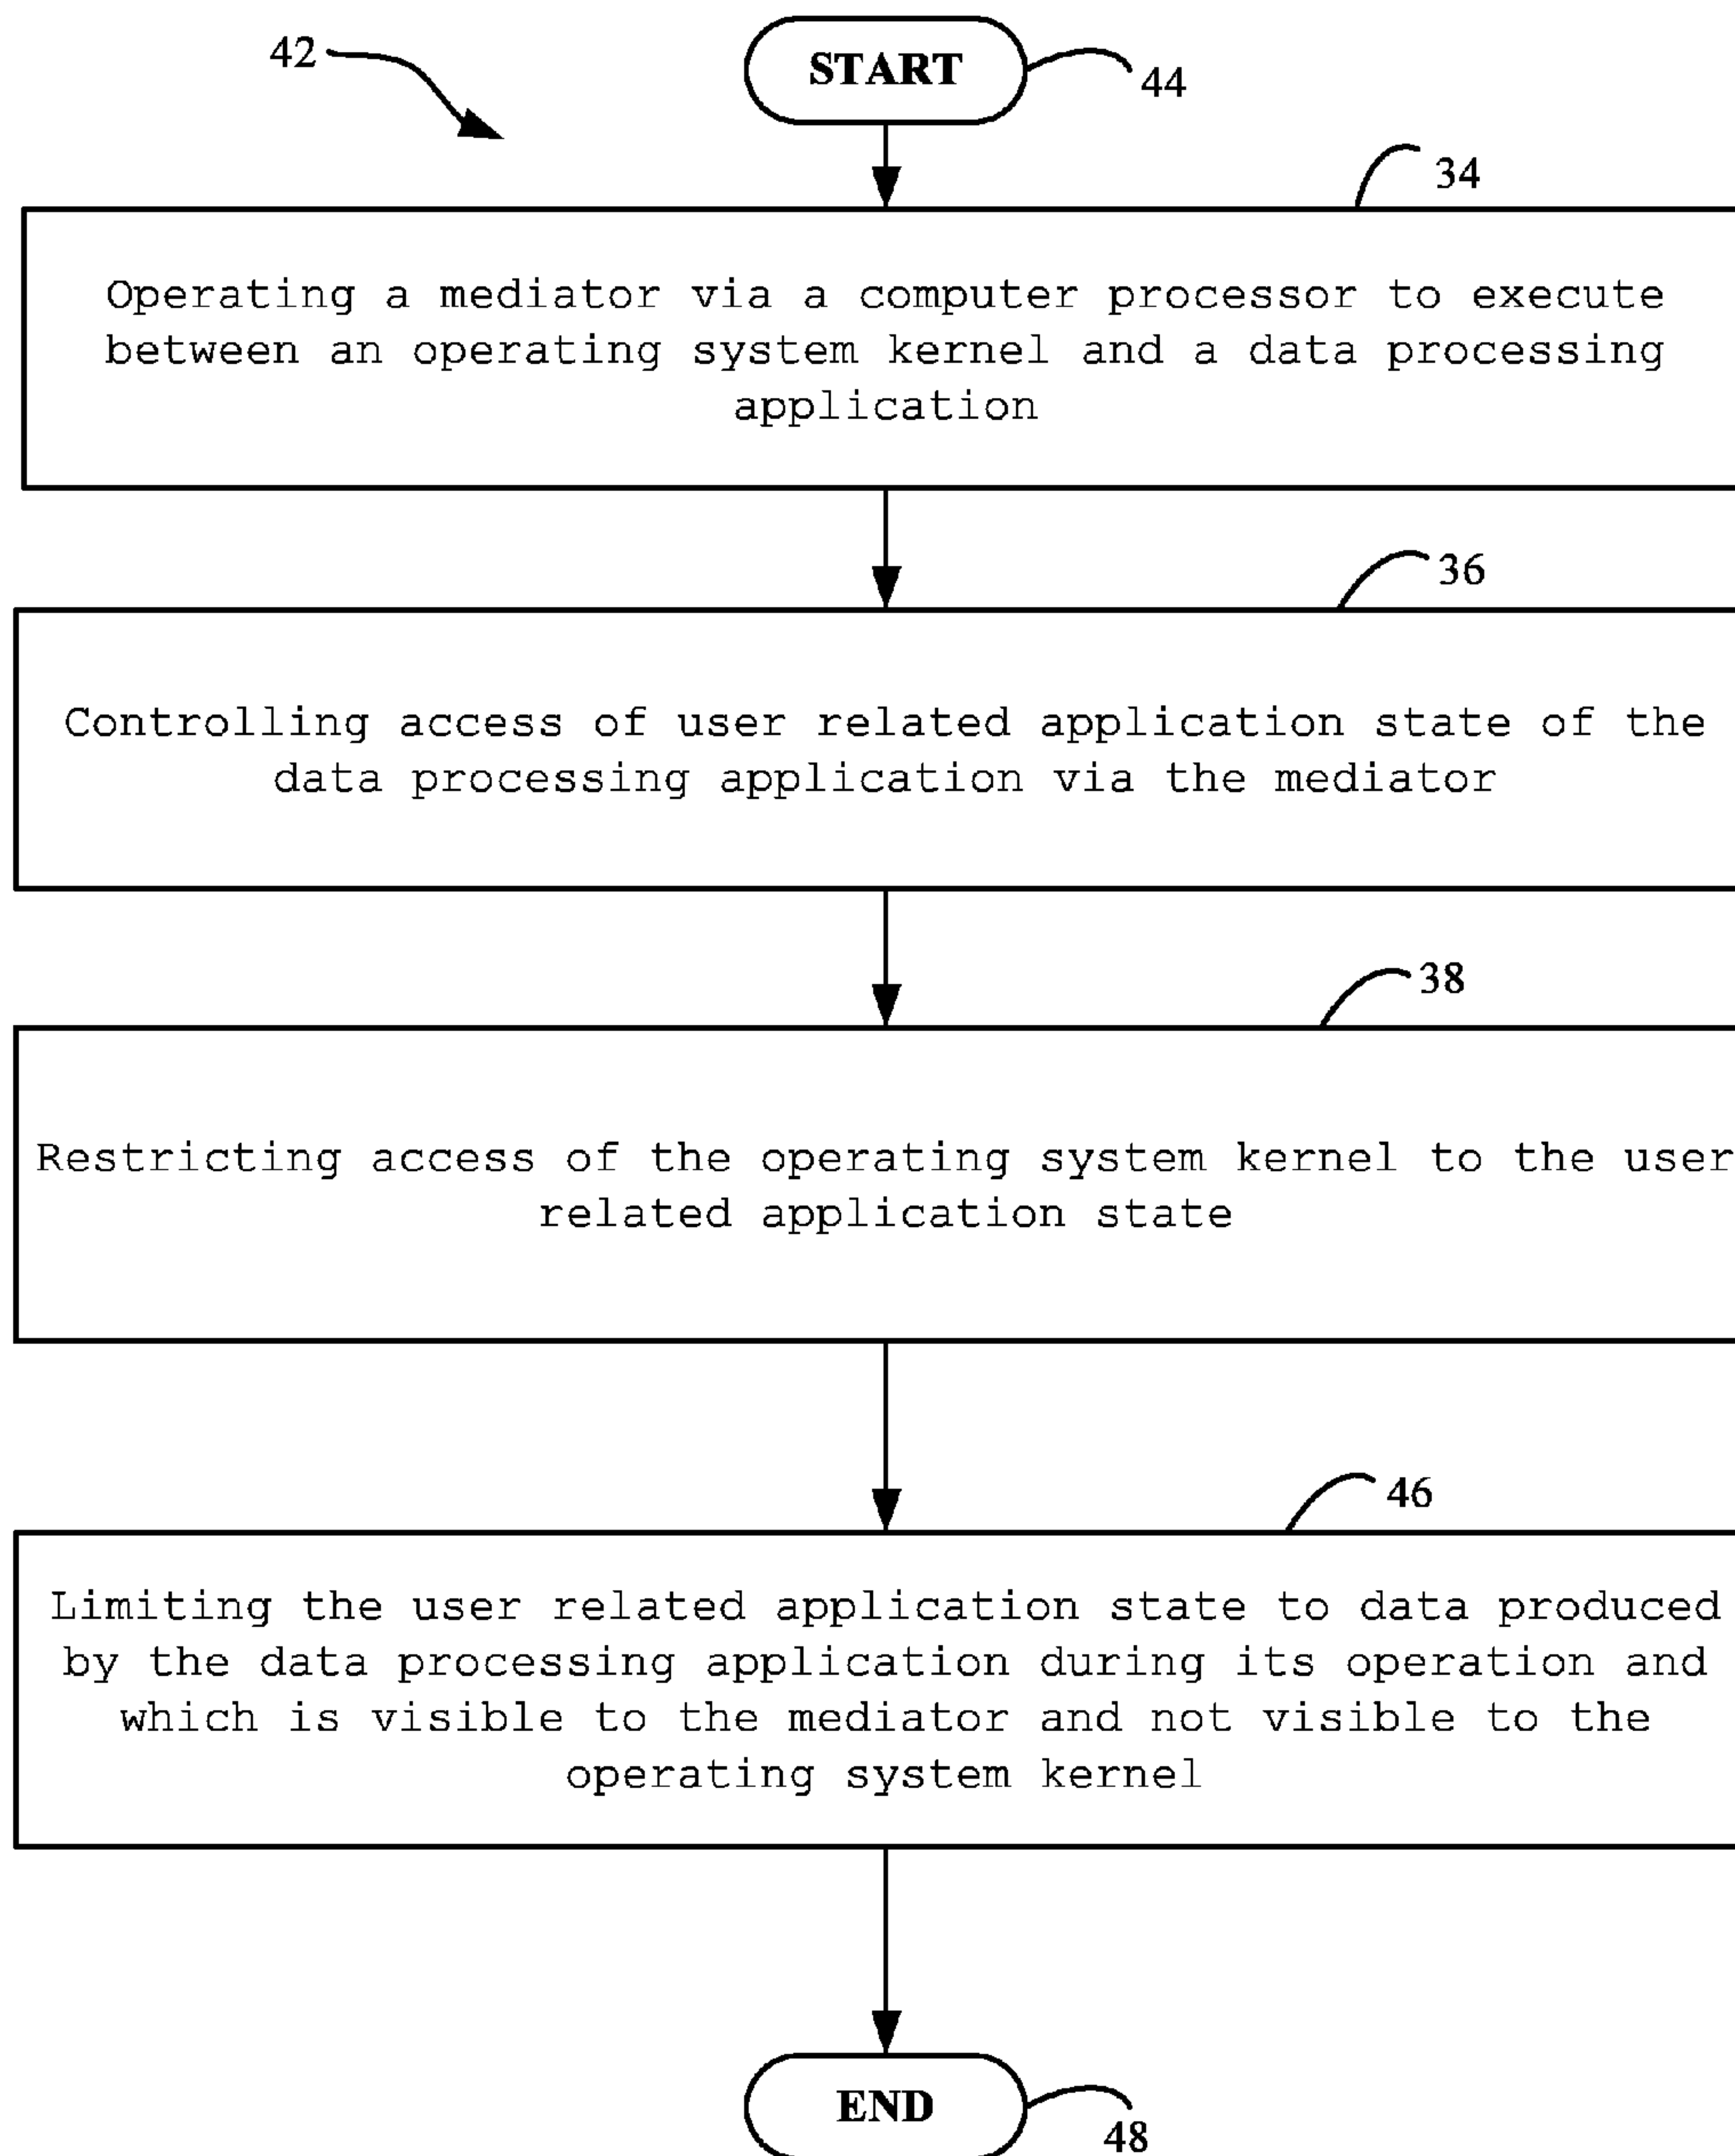 42
START
44
34
Operating a mediator via a computer processor to execute
between an operating system kernel and a data processing
application
36
Controlling access of user related application state of the
data processing application via the mediator
38
Restricting access of the operating system kernel to the user
related application state
46
Limiting the user related application state to data produced
by the data processing application during its operation and
which is visible to the mediator and not visible to the
operating system kernel
END
48